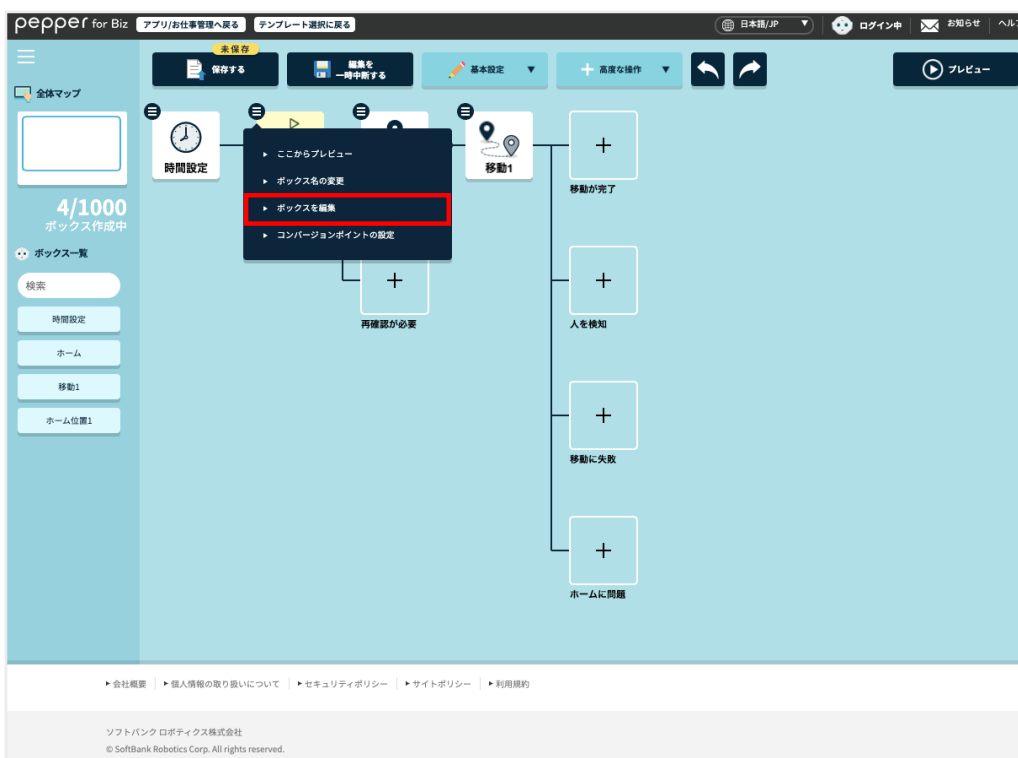 pepper for Biz アプリ/お仕事管理へ戻る テンプレート選択に戻る 日本語/JP ▼ ログイン中 お知らせ
未保存
保存する
編集を
一時中断する
基本設定 ▼
高度な操作 ▼
プレビュー
全体マップ
4/1000
ボックス作成中
ボックス一覧
検索
時間設定
ホーム
移動1
ホーム位置1
時間設定
ここからプレビュー
ボックス名の変更
ボックスを編集
コンバージョンポイントの設定
移動1
再確認が必要
移動が完了
人を検知
移動に失敗
ホームに問題
会社概要 個人情報の取り扱いについて セキュリティポリシー サイトポリシー 利用規約
ソフトバンク ロボティクス株式会社
© SoftBank Robotics Corp. All rights reserved.